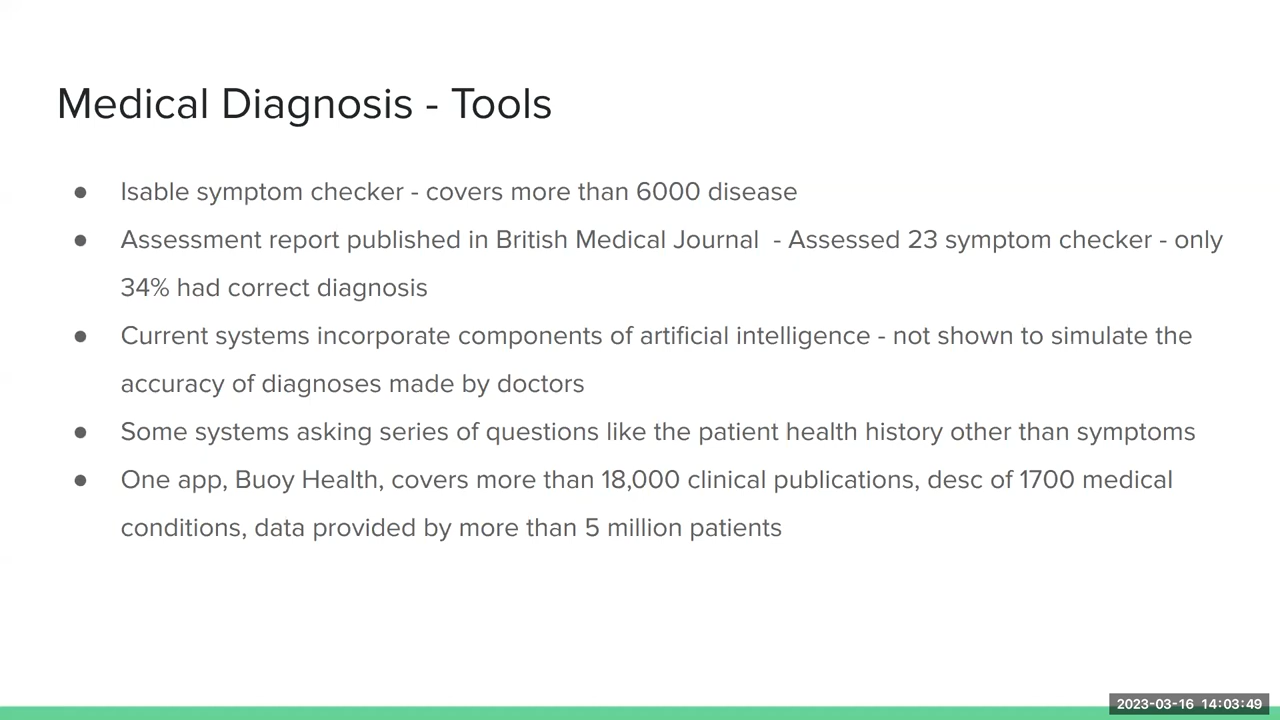 Medical Diagnosis - Tools
● Isable symptom checker - covers more than 6000 disease
● Assessment report published in British Medical Journal  - Assessed 23 symptom checker - only
34% had correct diagnosis
● Current systems incorporate components of artificial intelligence - not shown to simulate the
accuracy of diagnoses made by doctors
● Some systems asking series of questions like the patient health history other than symptoms
● One app, Buoy Health, covers more than 18,000 clinical publications, desc of 1700 medical
conditions, data provided by more than 5 million patients
2023-03-16 14:03:49